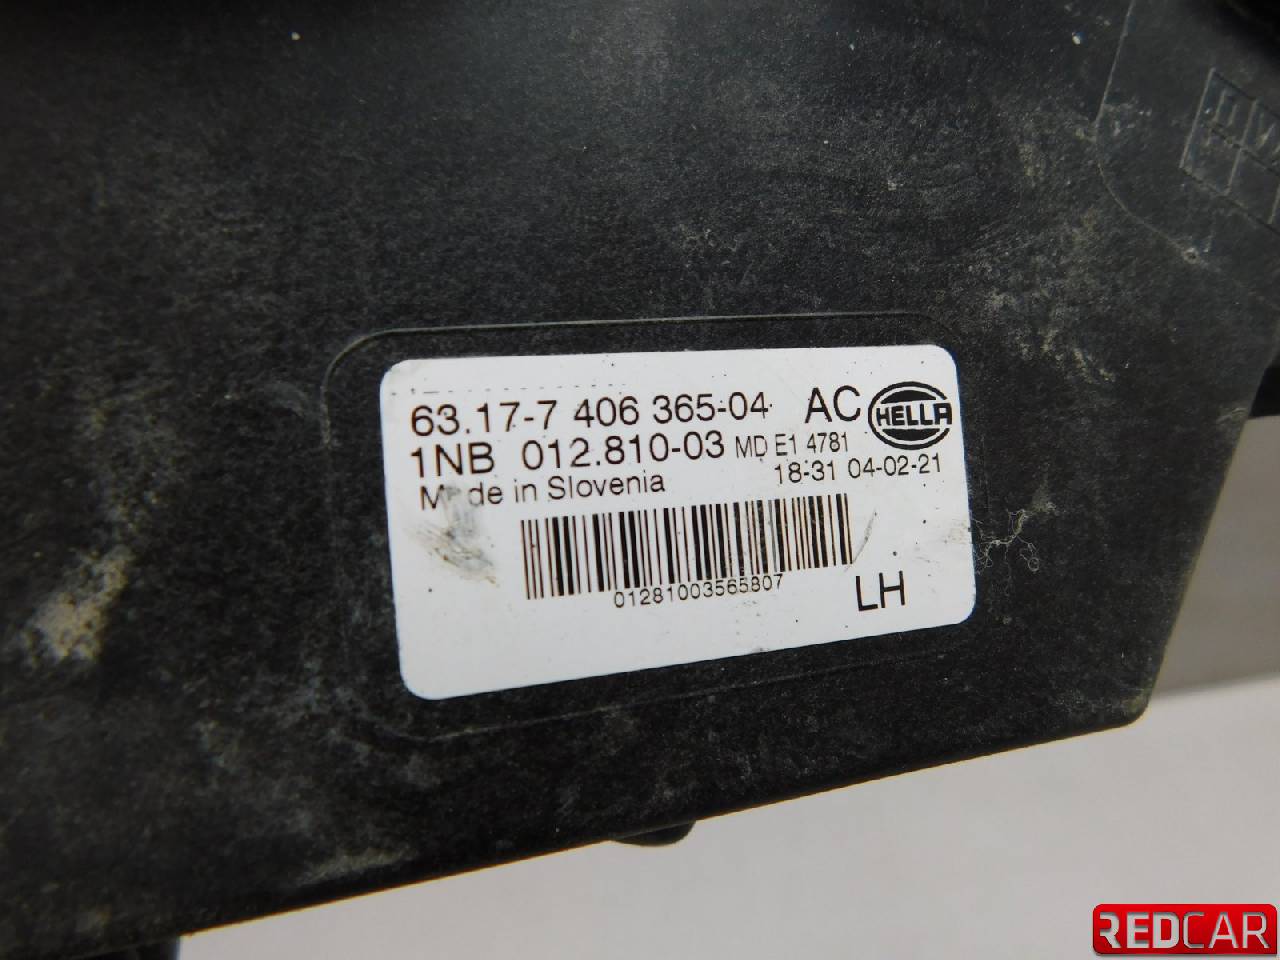 63.17-7 406 365-04 AC HELLA
1NB 012.810-03 MD E1 4781
Made in Slovenia 18-31 04-02-21
01281003565807
LH
REDCAR